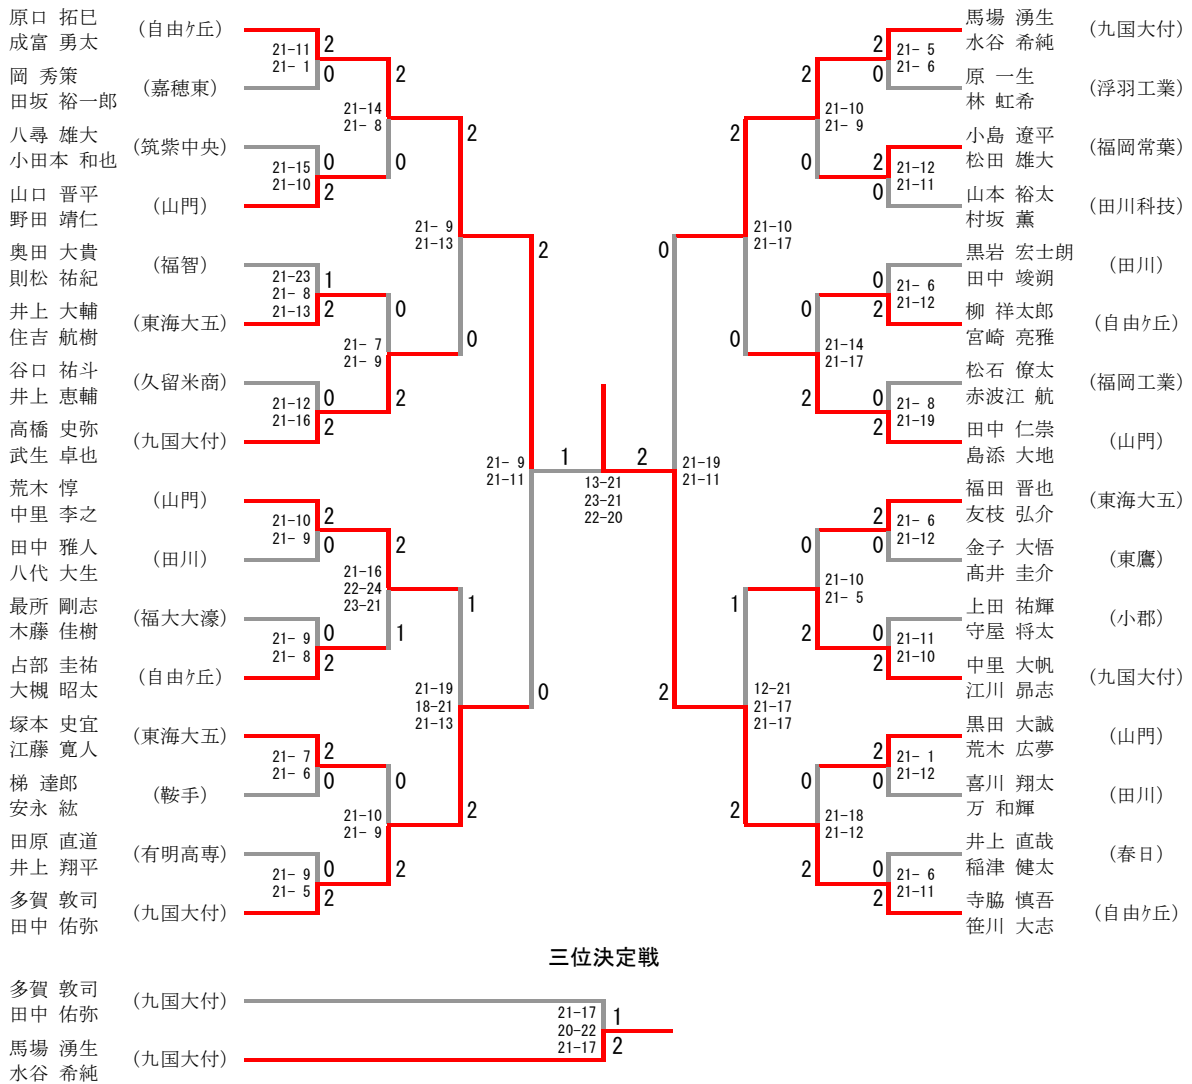 原口 拓巳
成富 勇太
(自由ケ丘)
岡 秀策
田坂 裕一郎
(嘉穂東)
八尋 雄大
小田本 和也
(筑紫中央)
山口 晋平
野田 靖仁
(山門)
奥田 大貴
則松 祐紀
(福智)
井上 大輔
住吉 航樹
(東海大五)
谷口 祐斗
井上 恵輔
(久留米商)
高橋 史弥
武生 卓也
(九国大付)
荒木 惇
中里 李之
(山門)
田中 雅人
八代 大生
(田川)
最所 剛志
木藤 佳樹
(福大大濠)
占部 圭祐
大槻 昭太
(自由ケ丘)
塚本 史宜
江藤 寛人
(東海大五)
梯 達郎
安永 紘
(鞍手)
田原 直道
井上 翔平
(有明高専)
多賀 敦司
田中 佑弥
(九国大付)
21-11
21- 1
2
0
21-15
21-10
0
2
21-23
21- 8
21-13
1
2
21-12
21-16
0
2
21-10
21- 9
2
0
21- 9
21- 8
0
2
21- 7
21- 6
2
0
21- 9
21- 5
0
2
21-14
21- 8
2
0
21- 7
21- 9
0
2
21-16
22-24
23-21
2
1
21-10
21- 9
0
2
21- 9
21-13
2
0
21-19
18-21
21-13
1
2
21- 9
21-11
2
0
1
2
13-21
23-21
22-20
21-19
21-11
0
2
21-10
21-17
2
0
12-21
21-17
21-17
1
2
21-10
21- 9
2
0
21-14
21-17
0
2
21-10
21- 5
0
2
21-18
21-12
0
2
2
0
21- 5
21- 6
2
0
21-12
21-11
0
2
21- 6
21-12
0
2
21- 8
21-19
2
0
21- 6
21-12
0
2
21-11
21-10
2
0
21- 1
21-12
0
2
21- 6
21-11
馬場 湧生
水谷 希純
(九国大付)
原 一生
林 虹希
(浮羽工業)
小島 遼平
松田 雄大
(福岡常葉)
山本 裕太
村坂 薫
(田川科技)
黒岩 宏士朗
田中 竣朔
(田川)
柳 祥太郎
宮崎 亮雅
(自由ケ丘)
松石 僚太
赤波江 航
(福岡工業)
田中 仁崇
島添 大地
(山門)
福田 晋也
友枝 弘介
(東海大五)
金子 大悟
髙井 圭介
(東鷹)
上田 祐輝
守屋 将太
(小郡)
中里 大帆
江川 昴志
(九国大付)
黒田 大誠
荒木 広夢
(山門)
喜川 翔太
万 和輝
(田川)
井上 直哉
稲津 健太
(春日)
寺脇 慎吾
笹川 大志
(自由ケ丘)
三位決定戦
多賀 敦司
田中 佑弥
(九国大付)
馬場 湧生
水谷 希純
(九国大付)
21-17
20-22
21-17
1
2